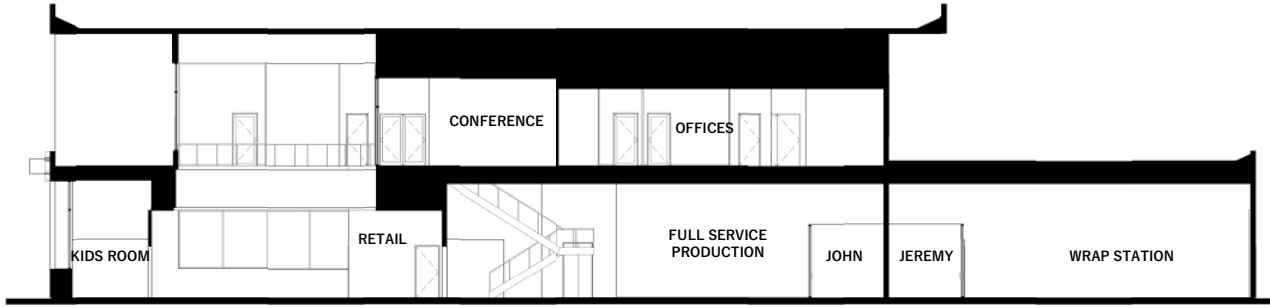 CONFERENCE
OFFICES
KIDS ROOM
RETAIL
FULL SERVICE
PRODUCTION
JOHN
JEREMY
WRAP STATION